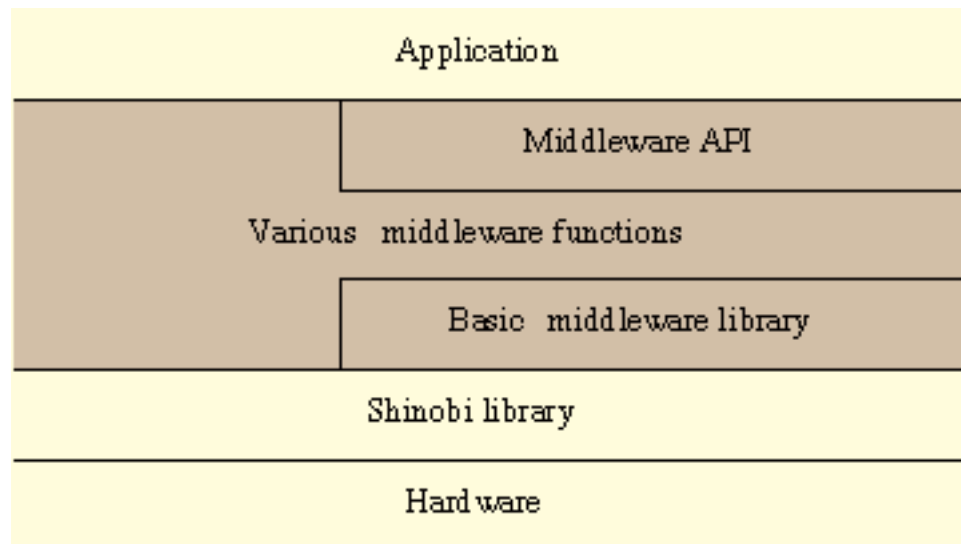 Application
Middleware API
Various middleware functions
Basic middleware library
Shinobi library
Hardware